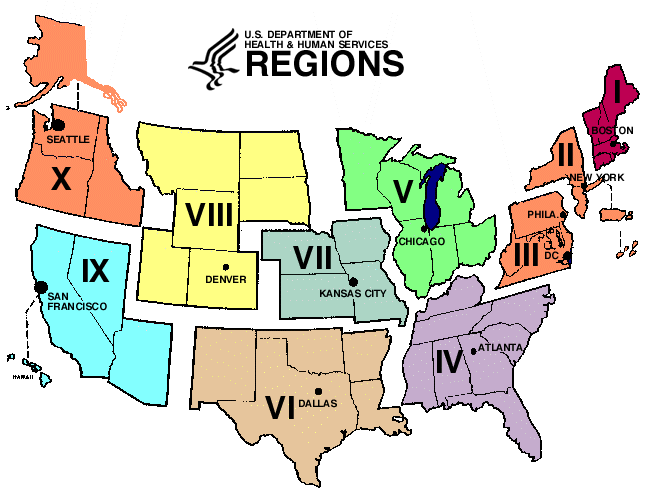 U.S. DEPARTMENT OF
HEALTH & HUMAN SERVICES
REGIONS
I
BOSTON
II
NEW YORK
SEATTLE
X
V
VIII
PHILA.
III
DC
CHICAGO
VII
IX
DENVER
KANSAS CITY
SAN
FRANCISCO
ATLANTA
IV
HAWAII
VI
DALLAS